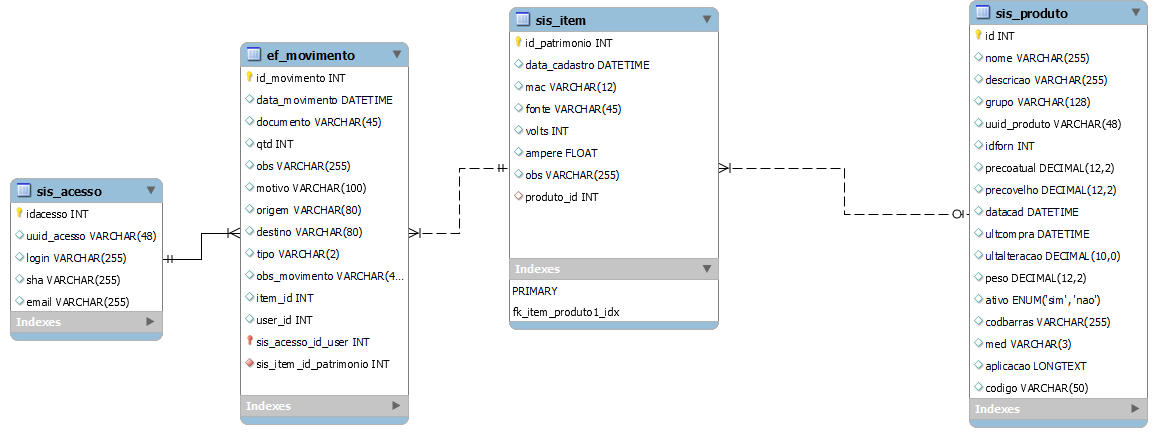 sis_acesso
idacesso INT
uuid_acesso VARCHAR(48)
login VARCHAR(255)
sha VARCHAR(255)
email VARCHAR(255)
Indexes
ef_movimento
id_movimento INT
data_movimento DATETIME
documento VARCHAR(45)
qtd INT
obs VARCHAR(255)
motivo VARCHAR(100)
origem VARCHAR(80)
destino VARCHAR(80)
tipo VARCHAR(2)
obs_movimento VARCHAR(4...
item_id INT
user_id INT
sis_acesso_id_user INT
sis_item_id_patrimonio INT
Indexes
sis_item
id_patrimonio INT
data_cadastro DATETIME
mac VARCHAR(12)
fonte VARCHAR(45)
volts INT
ampere FLOAT
obs VARCHAR(255)
produto_id INT
Indexes
PRIMARY
fk_item_produto1_idx
sis_produto
id INT
nome VARCHAR(255)
descricao VARCHAR(255)
grupo VARCHAR(128)
uuid_produto VARCHAR(48)
idforn INT
precoatual DECIMAL(12,2)
precovelho DECIMAL(12,2)
datacad DATETIME
ultcompra DATETIME
ultalteracao DECIMAL(10,0)
peso DECIMAL(12,2)
ativo ENUM('sim', 'nao')
codbarras VARCHAR(255)
med VARCHAR(3)
aplicacao LONGTEXT
codigo VARCHAR(50)
Indexes